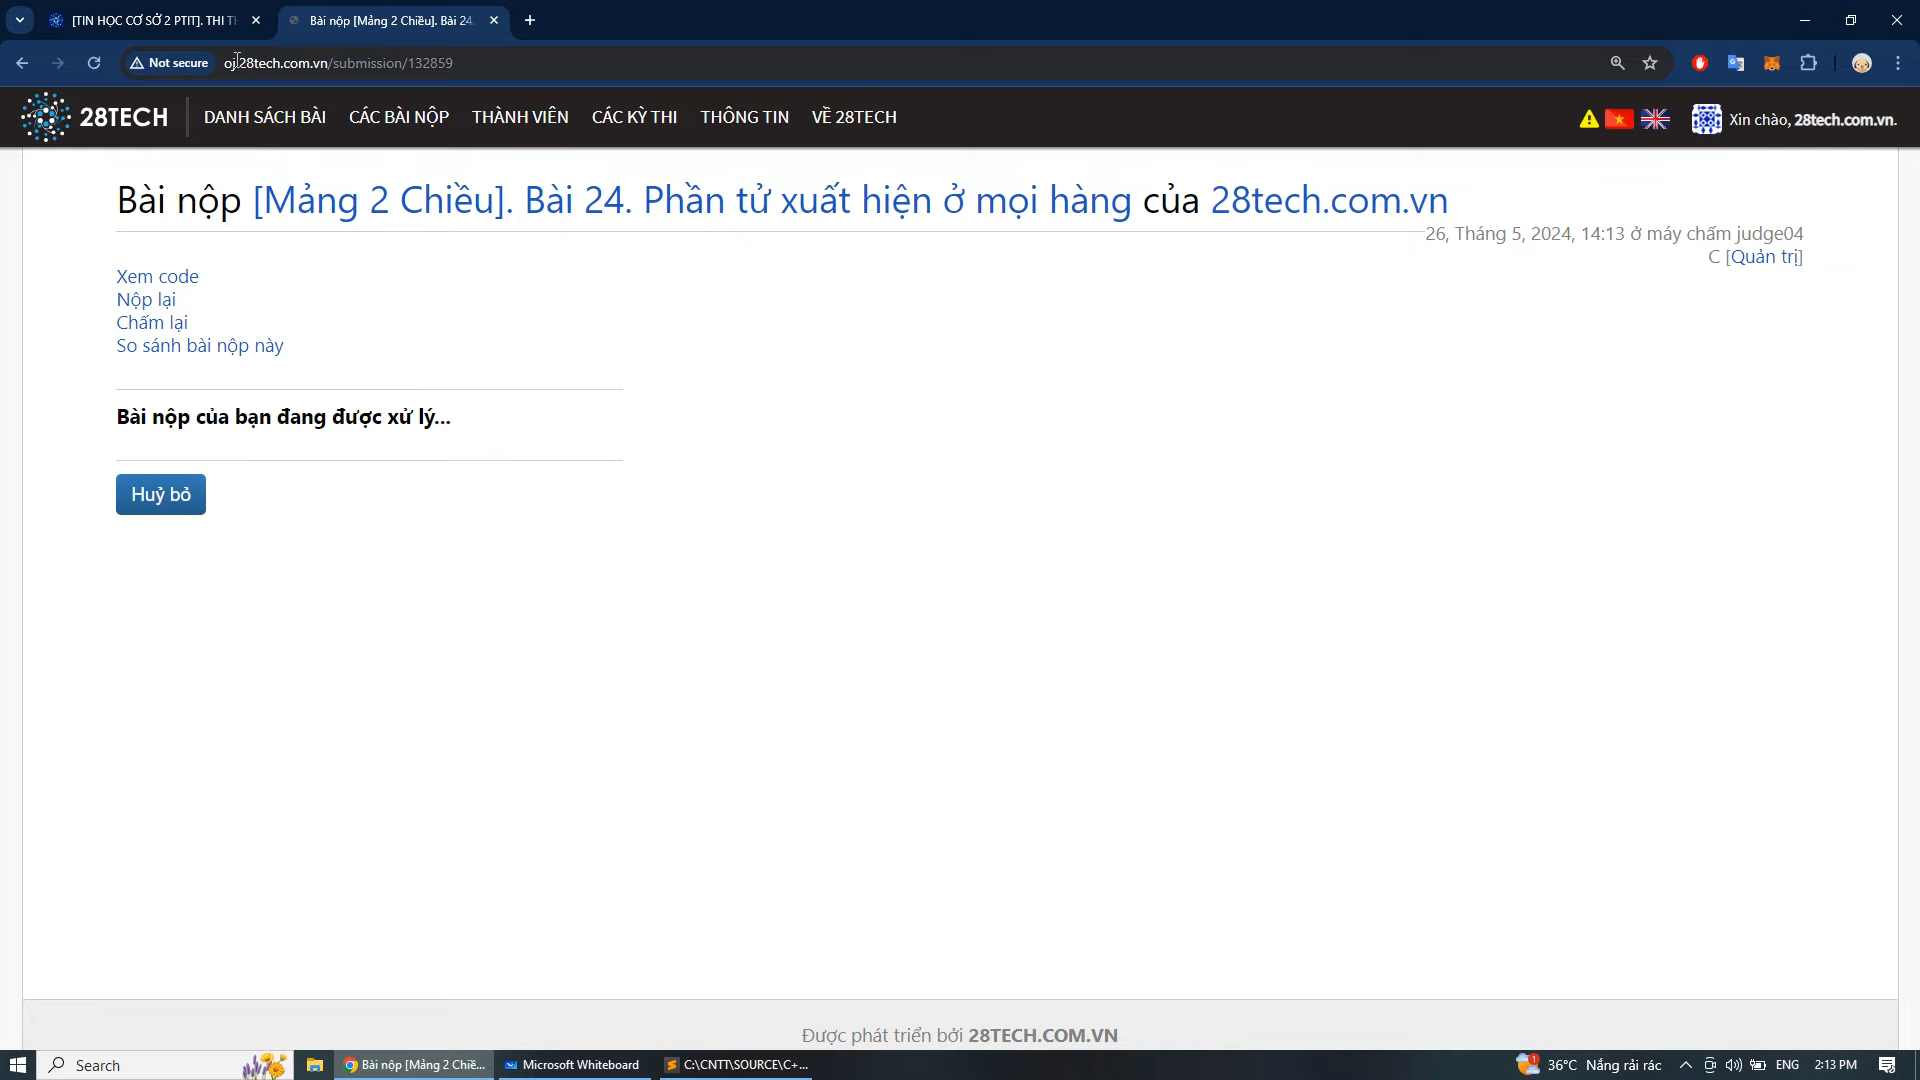 [TIN HỌC CƠ SỞ 2 PTIT]. THI T
Bài nộp [Mảng 2 Chiều]. Bài 24.
Not secure
oj.28tech.com.vn/submission/132859
28TECH
DANH SÁCH BÀI
CÁC BÀI NỘP
THÀNH VIÊN
CÁC KỲ THI
THÔNG TIN
VỀ 28TECH
Xin chào, 28tech.com.vn.
Bài nộp [Mảng 2 Chiều]. Bài 24. Phần tử xuất hiện ở mọi hàng của 28tech.com.vn
26, Tháng 5, 2024, 14:13 ở máy chấm judge04
C [Quản trị]
Xem code
Nộp lại
Chấm lại
So sánh bài nộp này
Bài nộp của bạn đang được xử lý...
Huỷ bỏ
Được phát triển bởi 28TECH.COM.VN
Search
Bài nộp [Mảng 2 Chiề...
Microsoft Whiteboard
C:\CNTT\SOURCE\C+...
1
36°C Nắng rải rác
ENG
2:13 PM